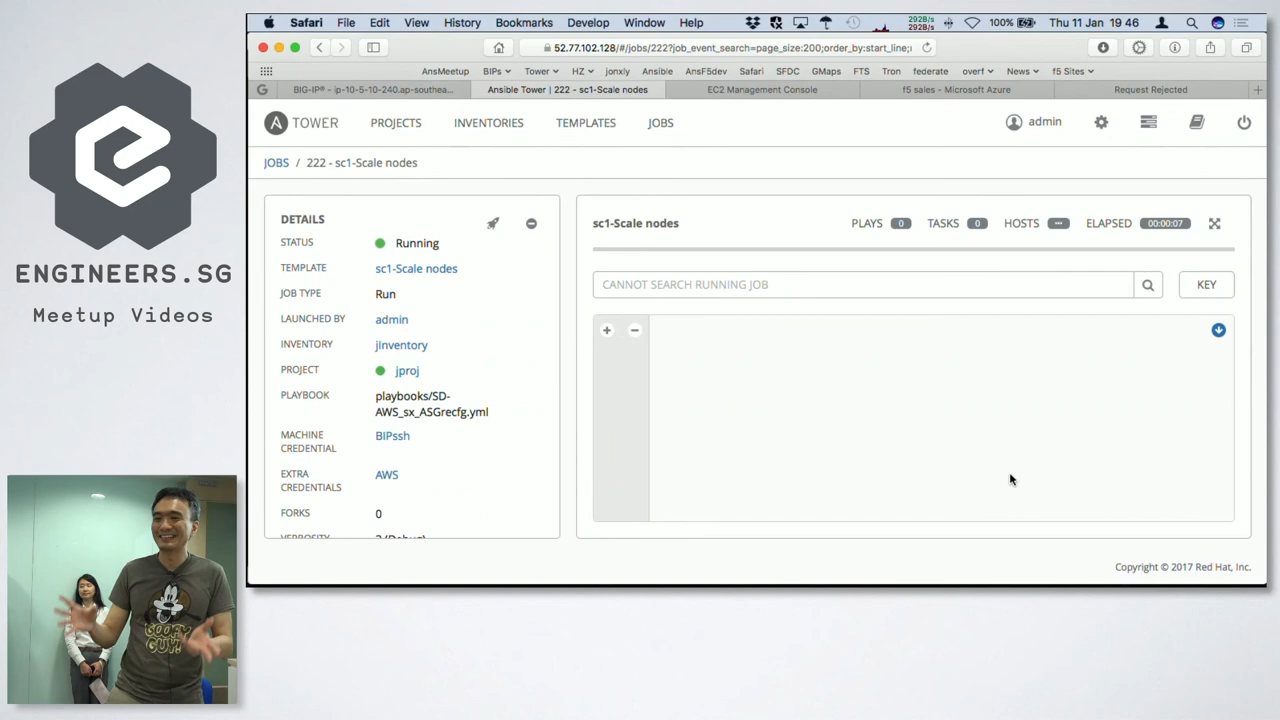 ENGINEERS.SG
Meetup Videos
GOOFY
GUY!
Safari File Edit View History Bookmarks Develop Window Help
292B/s
292B/s
100%
Thu 11 Jan 19 46
52.77.102.128/#/jobs/222?job_event_search=page_size:200;order_by:start_line;
AnsMeetup BIPs Tower HZ jonxly Ansible AnsF5dev Safari SFDC GMaps FTS Tron federate overf News f5 Sites
G BIG-IP® - ip-10-5-10-240.ap-southea... Ansible Tower | 222 - sc1-Scale nodes EC2 Management Console f5 sales - Microsoft Azure Request Rejected
A TOWER PROJECTS INVENTORIES TEMPLATES JOBS admin
JOBS / 222 - sc1-Scale nodes
DETAILS
STATUS Running
TEMPLATE sc1-Scale nodes
JOB TYPE Run
LAUNCHED BY admin
INVENTORY jInventory
PROJECT jproj
PLAYBOOK playbooks/SD-
AWS_sx_ASGrecfg.yml
MACHINE
CREDENTIAL BIPssh
EXTRA
CREDENTIALS AWS
FORKS 0
VERBOSITY 3 (Debug)
sc1-Scale nodes PLAYS 0 TASKS 0 HOSTS ... ELAPSED 00:00:07
CANNOT SEARCH RUNNING JOB KEY
Copyright © 2017 Red Hat, Inc.